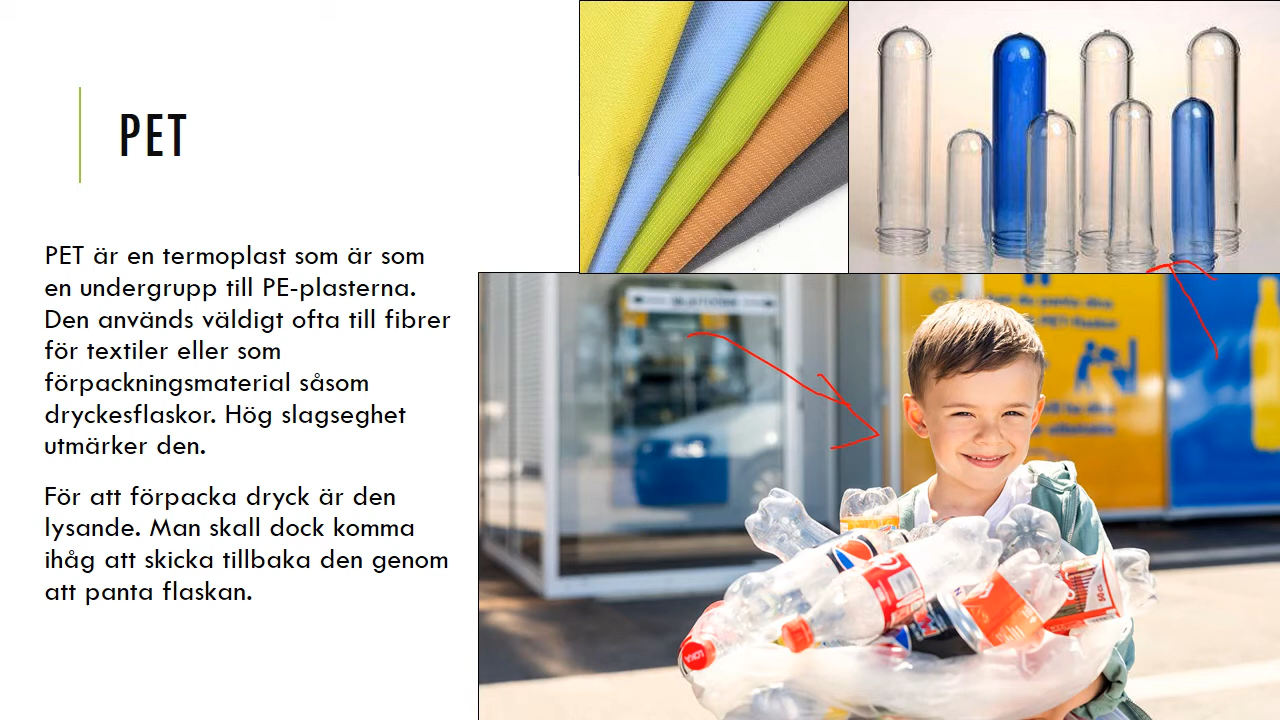 PET
PET är en termoplast som är som
en undergrupp till PE-plasterna.
Den används väldigt ofta till fibrer
för textiler eller som
förpackningsmaterial såsom
dryckesflaskor. Hög slagseghet
utmärker den.
För att förpacka dryck är den
lysande. Man skall dock komma
ihåg att skicka tillbaka den genom
att panta flaskan.
LOKA